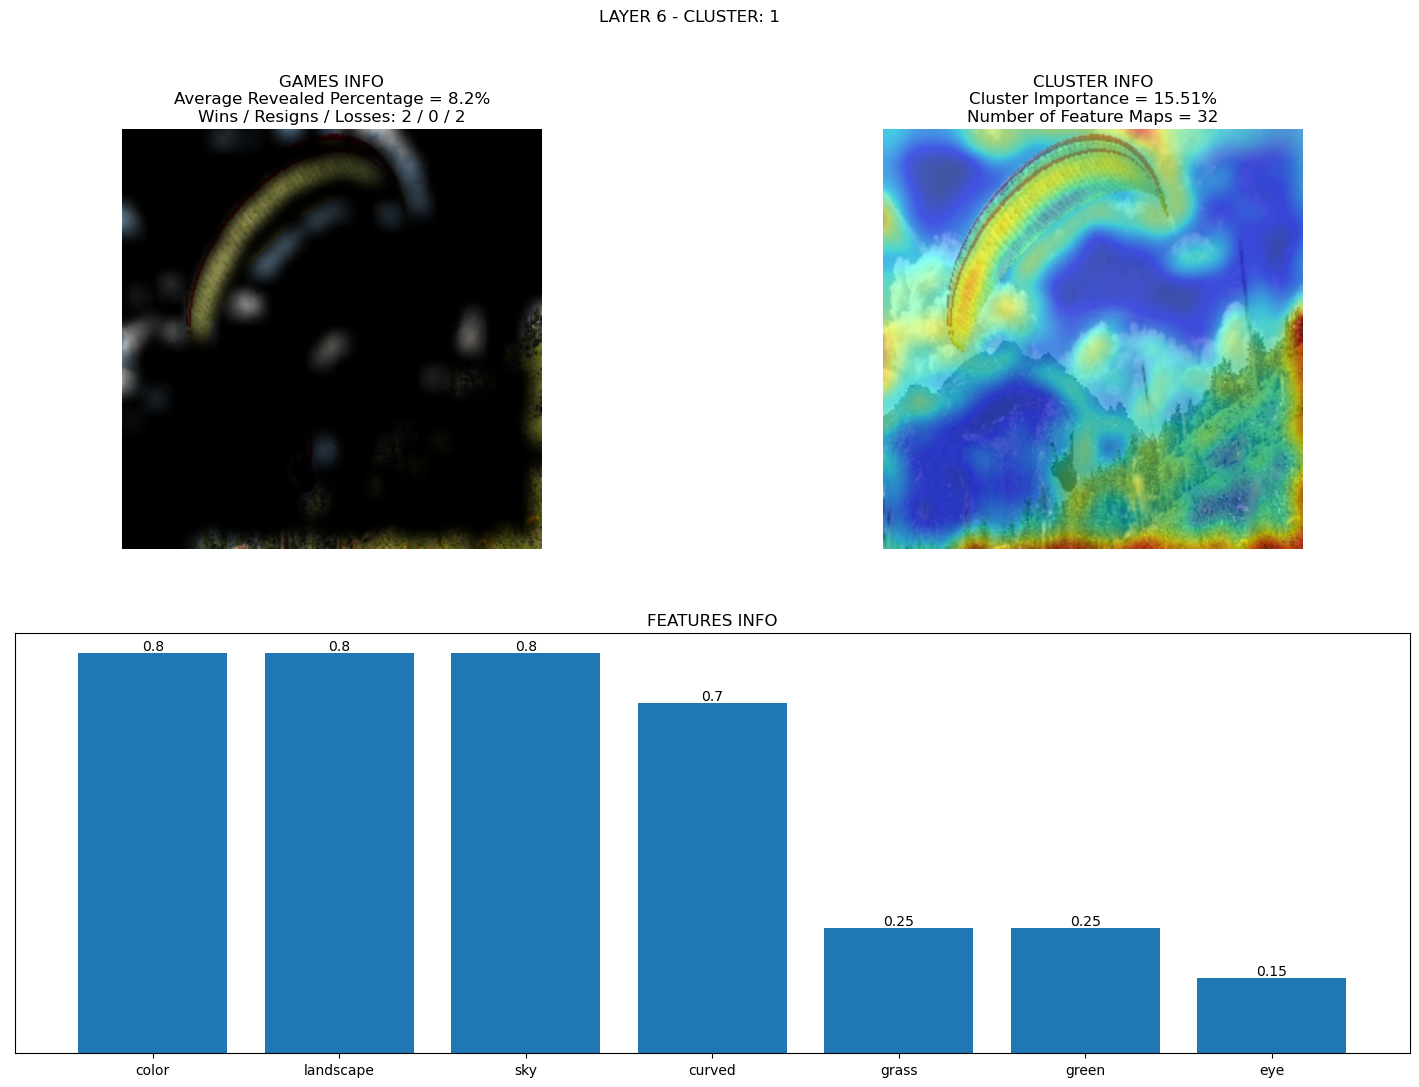 LAYER 6 - CLUSTER: 1
GAMES INFO
Average Revealed Percentage = 8.2%
Wins / Resigns / Losses: 2 / 0 / 2
CLUSTER INFO
Cluster Importance = 15.51%
Number of Feature Maps = 32
FEATURES INFO
0.8
0.8
0.8
0.7
0.25
0.25
0.15
color
landscape
sky
curved
grass
green
eye